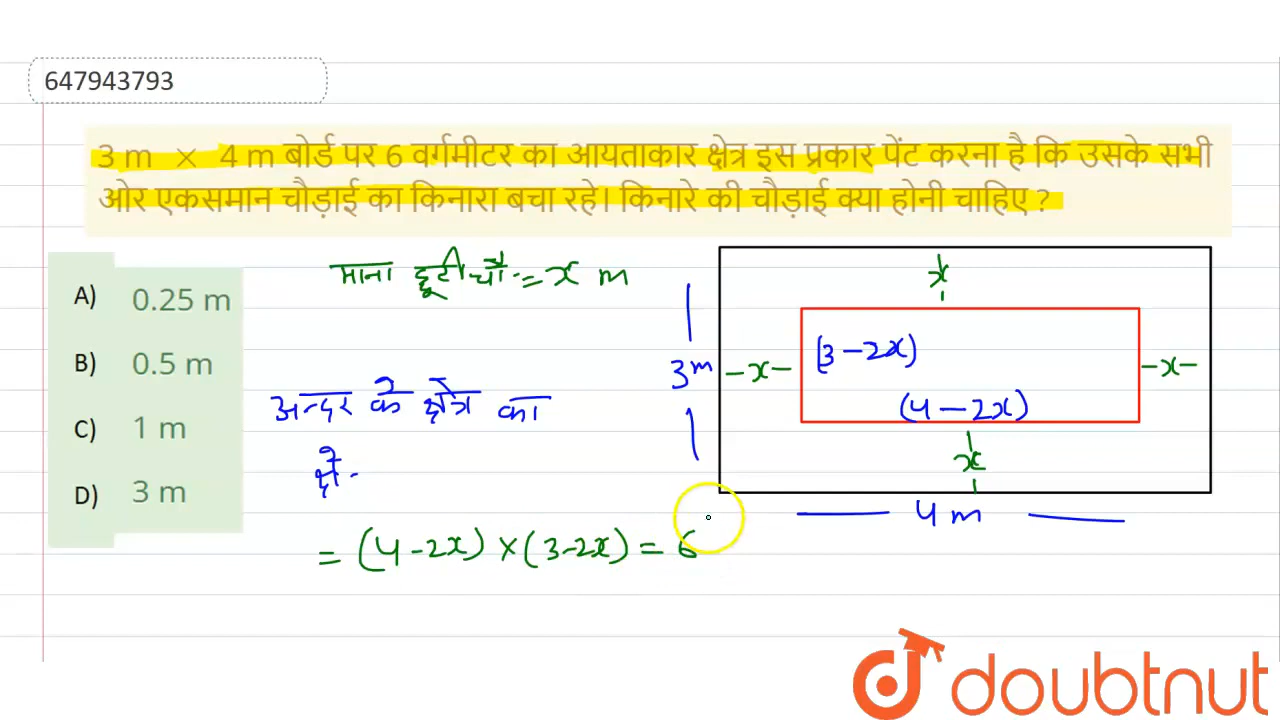 647943793
3 m × 4 m बोर्ड पर 6 वर्गमीटर का आयताकार क्षेत्र इस प्रकार पेंट करना है कि उसके सभी
ओर एकसमान चौड़ाई का किनारा बचा रहे। किनारे की चौड़ाई क्या होनी चाहिए ?
A) 0.25 m
B) 0.5 m
C) 1 m
D) 3 m
माना = x m
अन्दर के क्षेत्र का
क्षे॰
= (4-2x) × (3-2x) = 6
x
3m
-x-
(3-2x)
-x-
(4-2x)
x
4 m
doubtnut